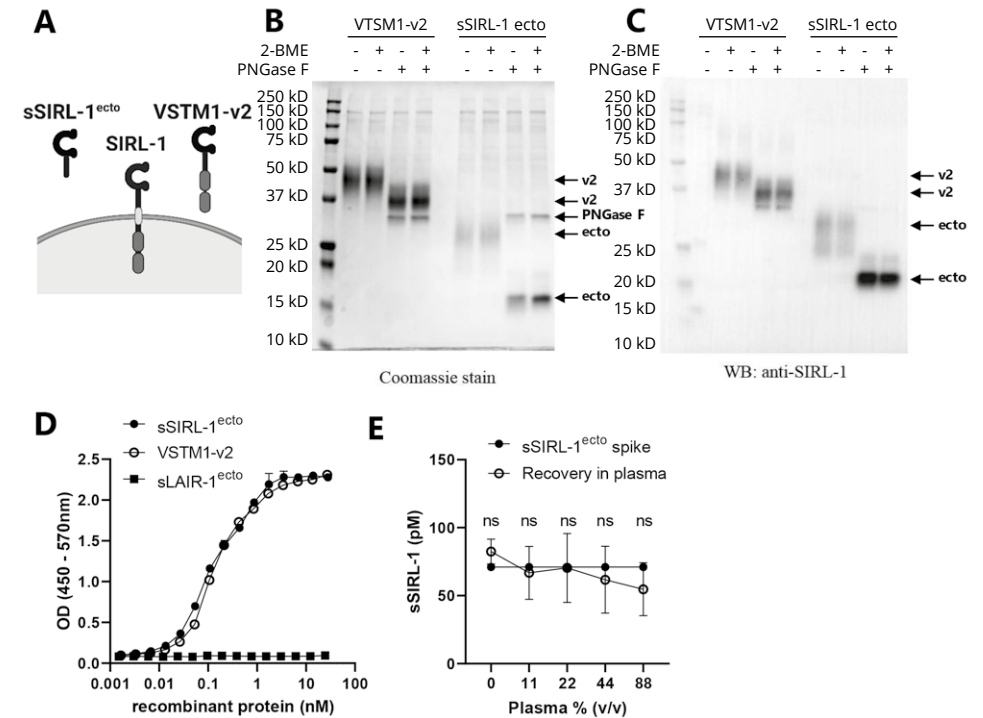 A
sSIRL-1ecto
VSTM1-v2
SIRL-1
B
VTSM1-v2 sSIRL-1 ecto
2-BME - + - + - + - +
PNGase F - - + + - - + +
250 kD
150 kD
100 kD
75 kD
50 kD
37 kD
25 kD
20 kD
15 kD
10 kD
v2
v2
PNGase F
ecto
ecto
Coomassie stain
C
VTSM1-v2 sSIRL-1 ecto
2-BME - + - + - + - +
PNGase F - - + + - - + +
250 kD
150 kD
100 kD
75 kD
50 kD
37 kD
25 kD
20 kD
15 kD
10 kD
v2
v2
ecto
ecto
WB: anti-SIRL-1
D
sSIRL-1ecto
VSTM1-v2
sLAIR-1ecto
OD (450 - 570nm)
2.5
2.0
1.5
1.0
0.5
0.0
0.001 0.01 0.1 1 10 100
recombinant protein (nM)
E
sSIRL-1ecto spike
Recovery in plasma
sSIRL-1 (pM)
150
100
50
0
ns ns ns ns ns
0 11 22 44 88
Plasma % (v/v)